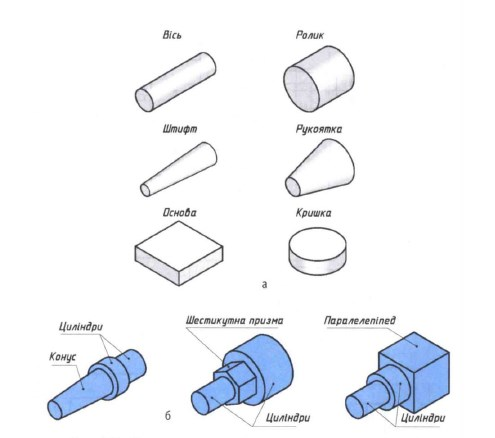 Вісь
Ролик
Штифт
Рукоятка
Основа
Кришка
а
Циліндри
Конус
Шестикутна призма
Циліндри
Паралелепіпед
Циліндри
б